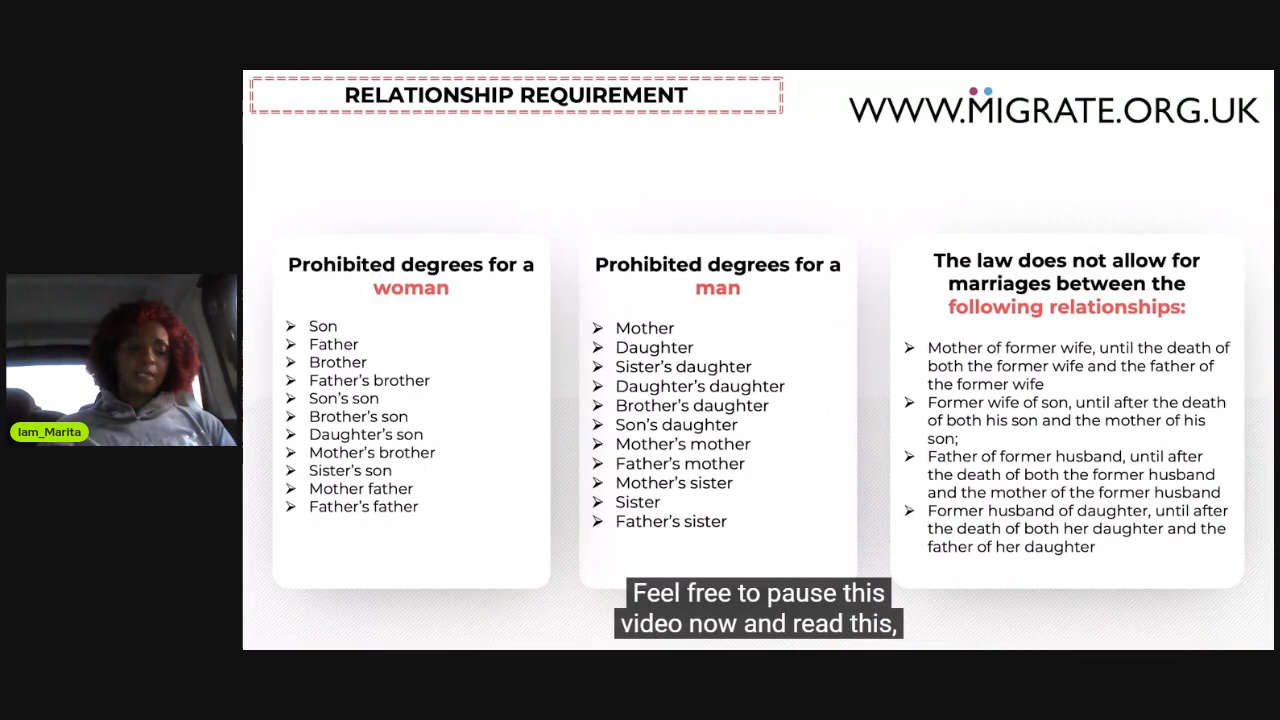 RELATIONSHIP REQUIREMENT
WWW.MIGRATE.ORG.UK
Prohibited degrees for a
woman
Son
Father
Brother
Father's brother
Son's son
Brother's son
Daughter's son
Mother's brother
Sister's son
Mother father
Father's father
Prohibited degrees for a
man
Mother
Daughter
Sister's daughter
Daughter's daughter
Brother's daughter
Son's daughter
Mother's mother
Father's mother
Mother's sister
Sister
Father's sister
The law does not allow for
marriages between the
following relationships:
Mother of former wife, until the death of
both the former wife and the father of
the former wife
Former wife of son, until after the death
of both his son and the mother of his
son;
Father of former husband, until after
the death of both the former husband
and the mother of the former husband
Former husband of daughter, until after
the death of both her daughter and the
father of her daughter
Iam_Marita
Feel free to pause this
video now and read this,